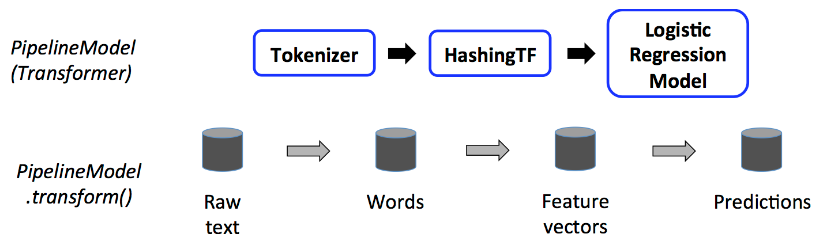 PipelineModel
(Transformer)
Tokenizer
HashingTF
Logistic
Regression
Model
PipelineModel
.transform()
Raw
text
Words
Feature
vectors
Predictions